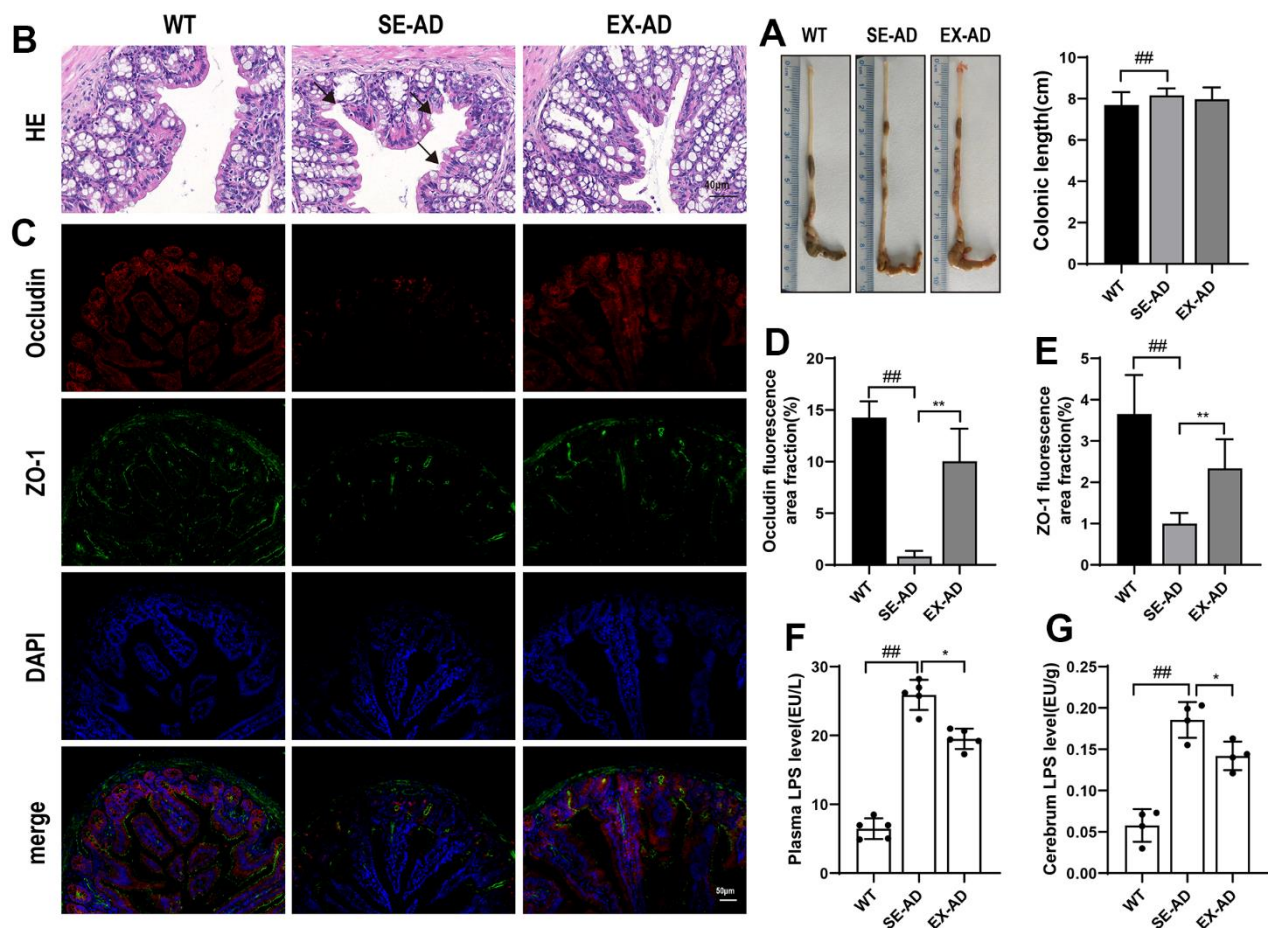 B
WT
SE-AD
EX-AD
HE
40μm
C
Occludin
ZO-1
DAPI
merge
50μm
A
WT
SE-AD
EX-AD
Colonic length(cm)
10
8
6
4
2
0
##
WT
SE-AD
EX-AD
D
Occludin fluorescence
area fraction(%)
20
15
10
5
0
##
**
WT
SE-AD
EX-AD
E
ZO-1 fluorescence
area fraction(%)
5
4
3
2
1
0
##
**
WT
SE-AD
EX-AD
F
Plasma LPS level(EU/L)
30
20
10
0
##
*
WT
SE-AD
EX-AD
G
Cerebrum LPS level(EU/g)
0.25
0.20
0.15
0.10
0.05
0.00
##
*
WT
SE-AD
EX-AD